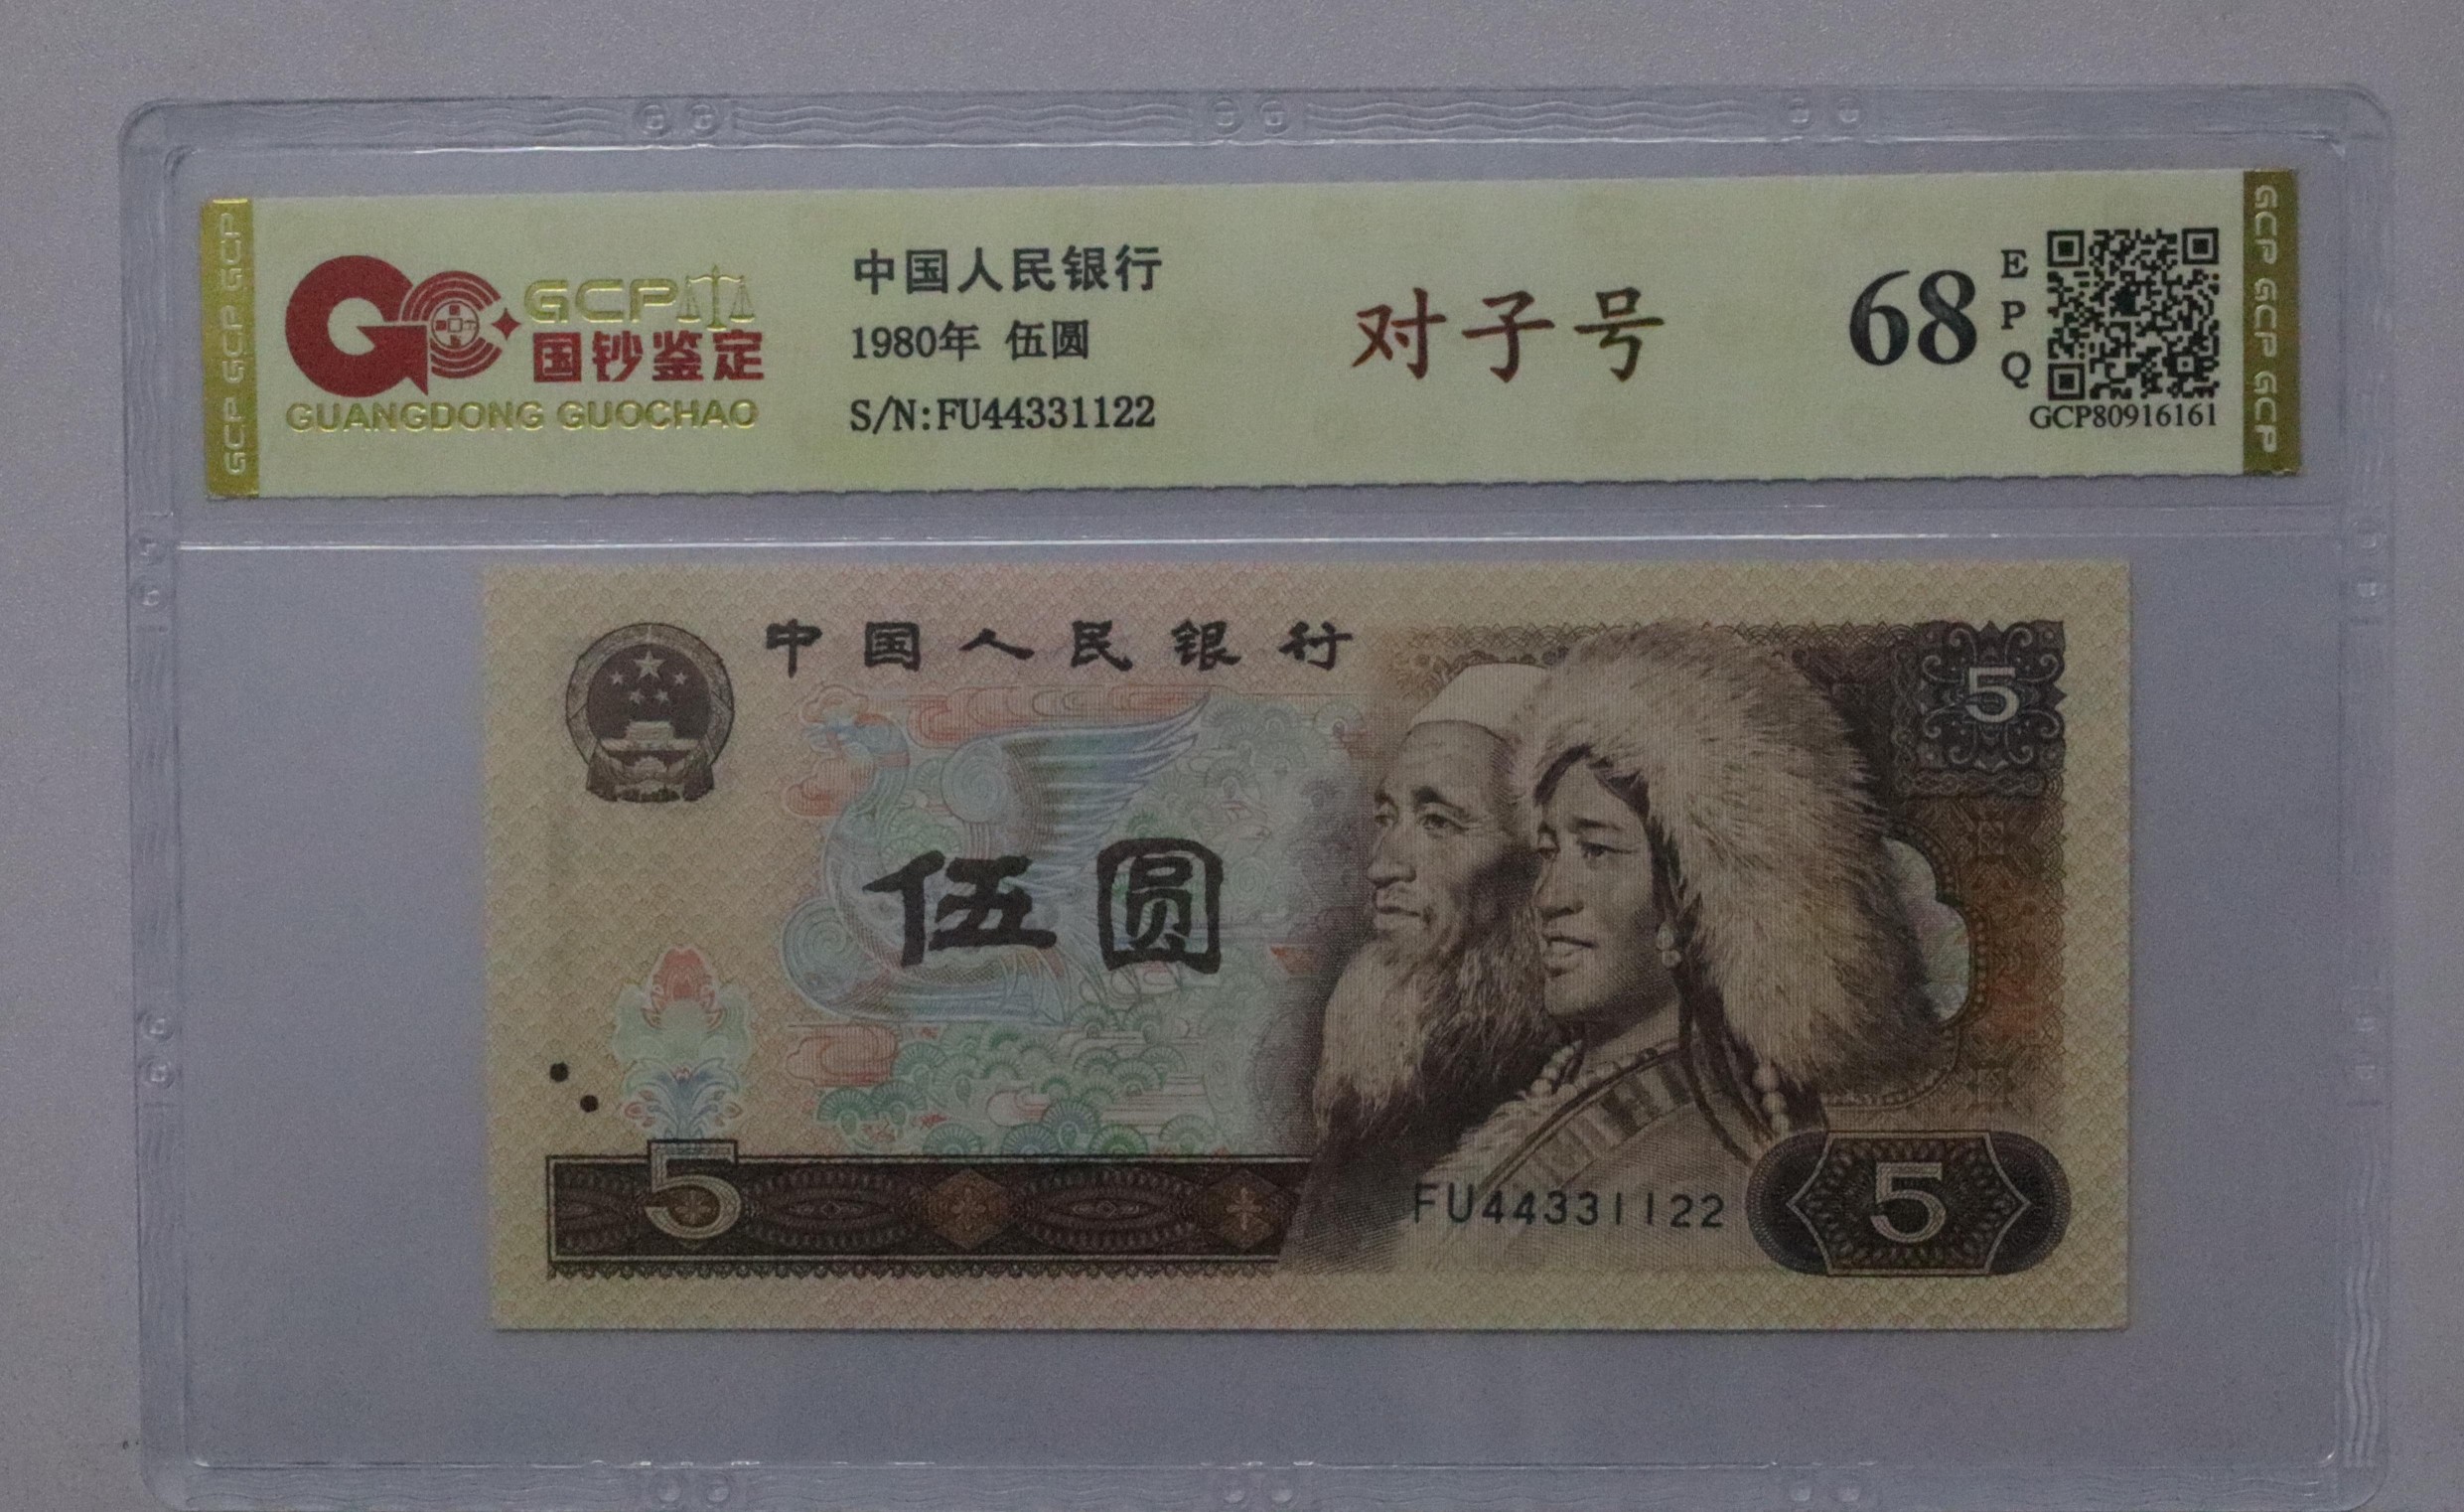 GCP GCP GCP
GCP
国钞鉴定
GUANGDONG GUOCHAO
中国人民银行
1980年 伍圆
S/N:FU44331122
对子号
68
EPQ
GCP80916161
GCP GCP GCP
中国人民银行
5
伍圆
5
FU44331122
5